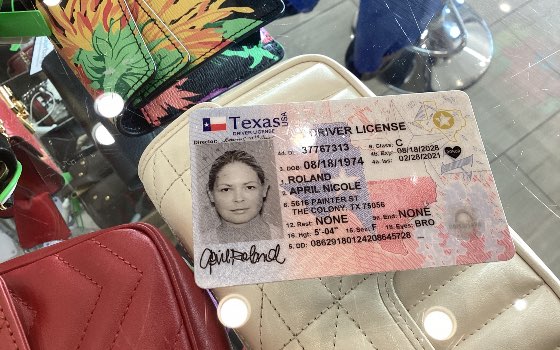 Texas USA
DRIVER LICENSE
DRIVER LICENSE
Director:
4d. 37767313 9. Class: C
3. DOB: 08/18/1974 4b. Exp: 08/18/2028
4a. Iss: 02/28/2021
1. ROLAND
2. APRIL NICOLE
8. 5616 PAINTER ST
THE COLONY, TX 75056
12. Rest: NONE 9a. End: NONE
16. Hgt: 5'-04" 15. Sex: F 18. Eyes: BRO
5. DD: 08629180124208645728
April Roland